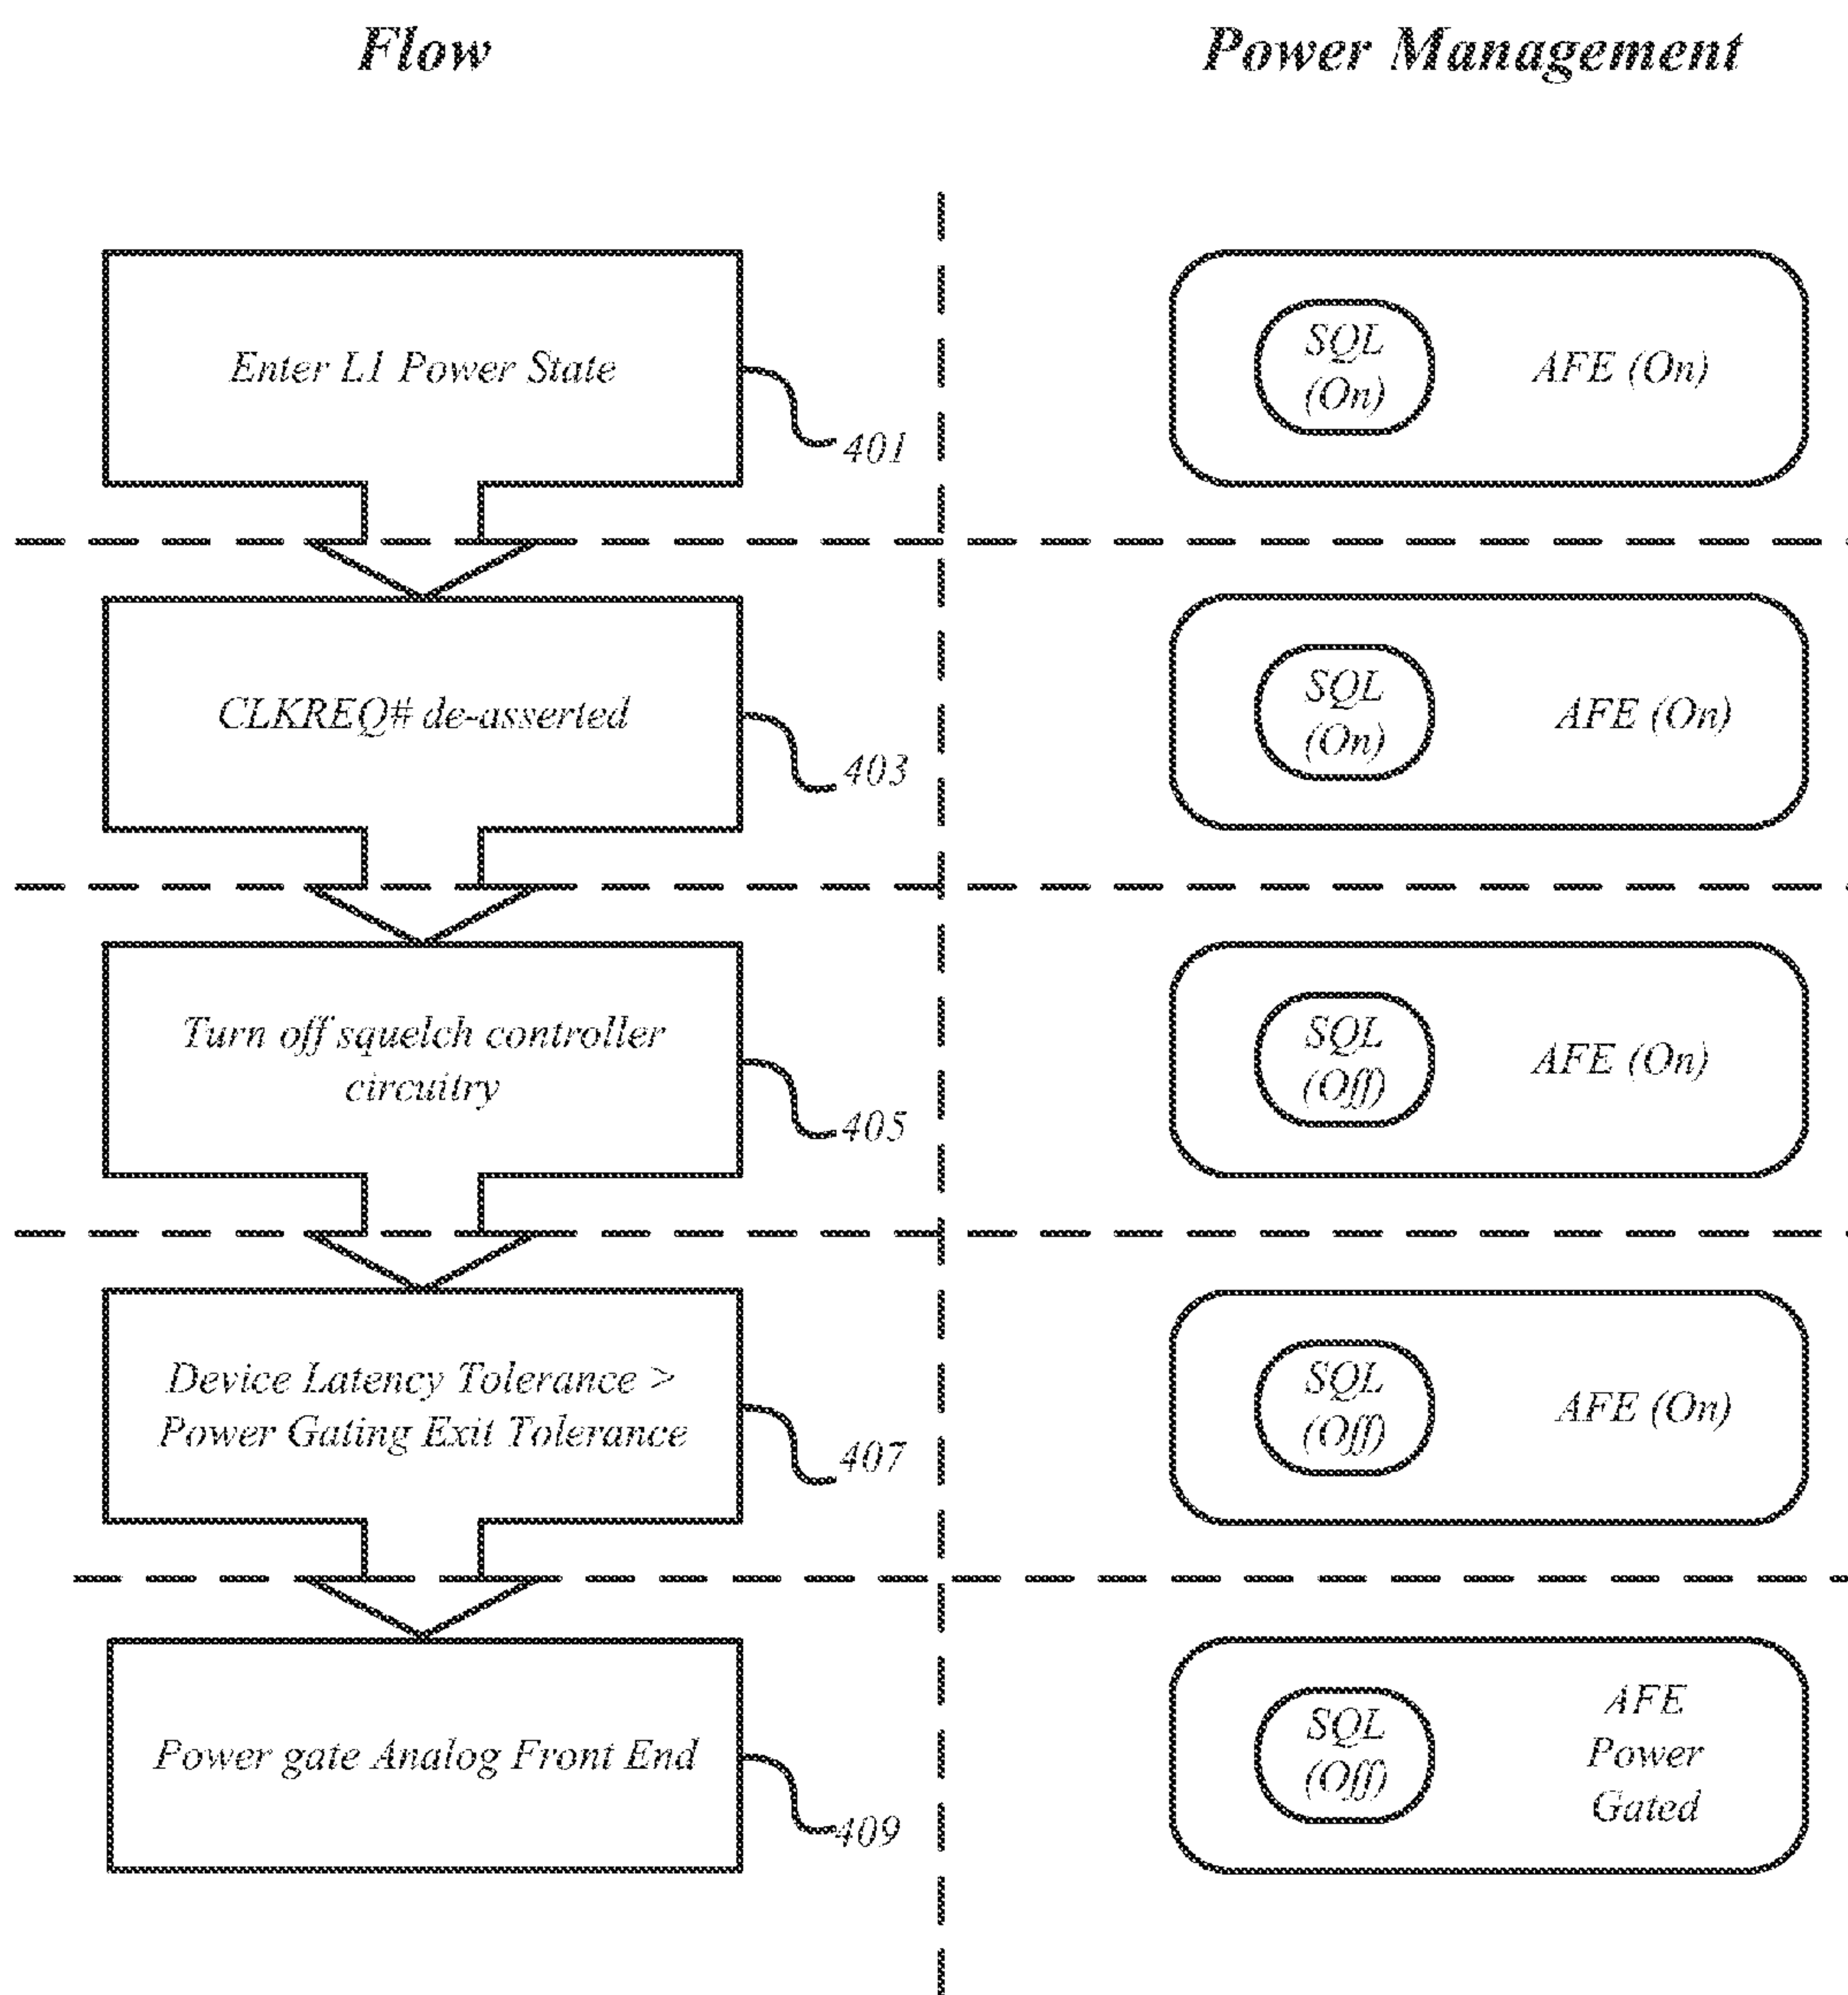 Flow
Power Management
Enter L1 Power State
401
SQL
(On)
AFE (On)
CLKREQ# de-asserted
403
SQL
(On)
AFE (On)
Turn off squelch controller
circuitry
405
SQL
(Off)
AFE (On)
Device Latency Tolerance >
Power Gating Exit Tolerance
407
SQL
(Off)
AFE (On)
Power gate Analog Front End
409
SQL
(Off)
AFE
Power
Gated